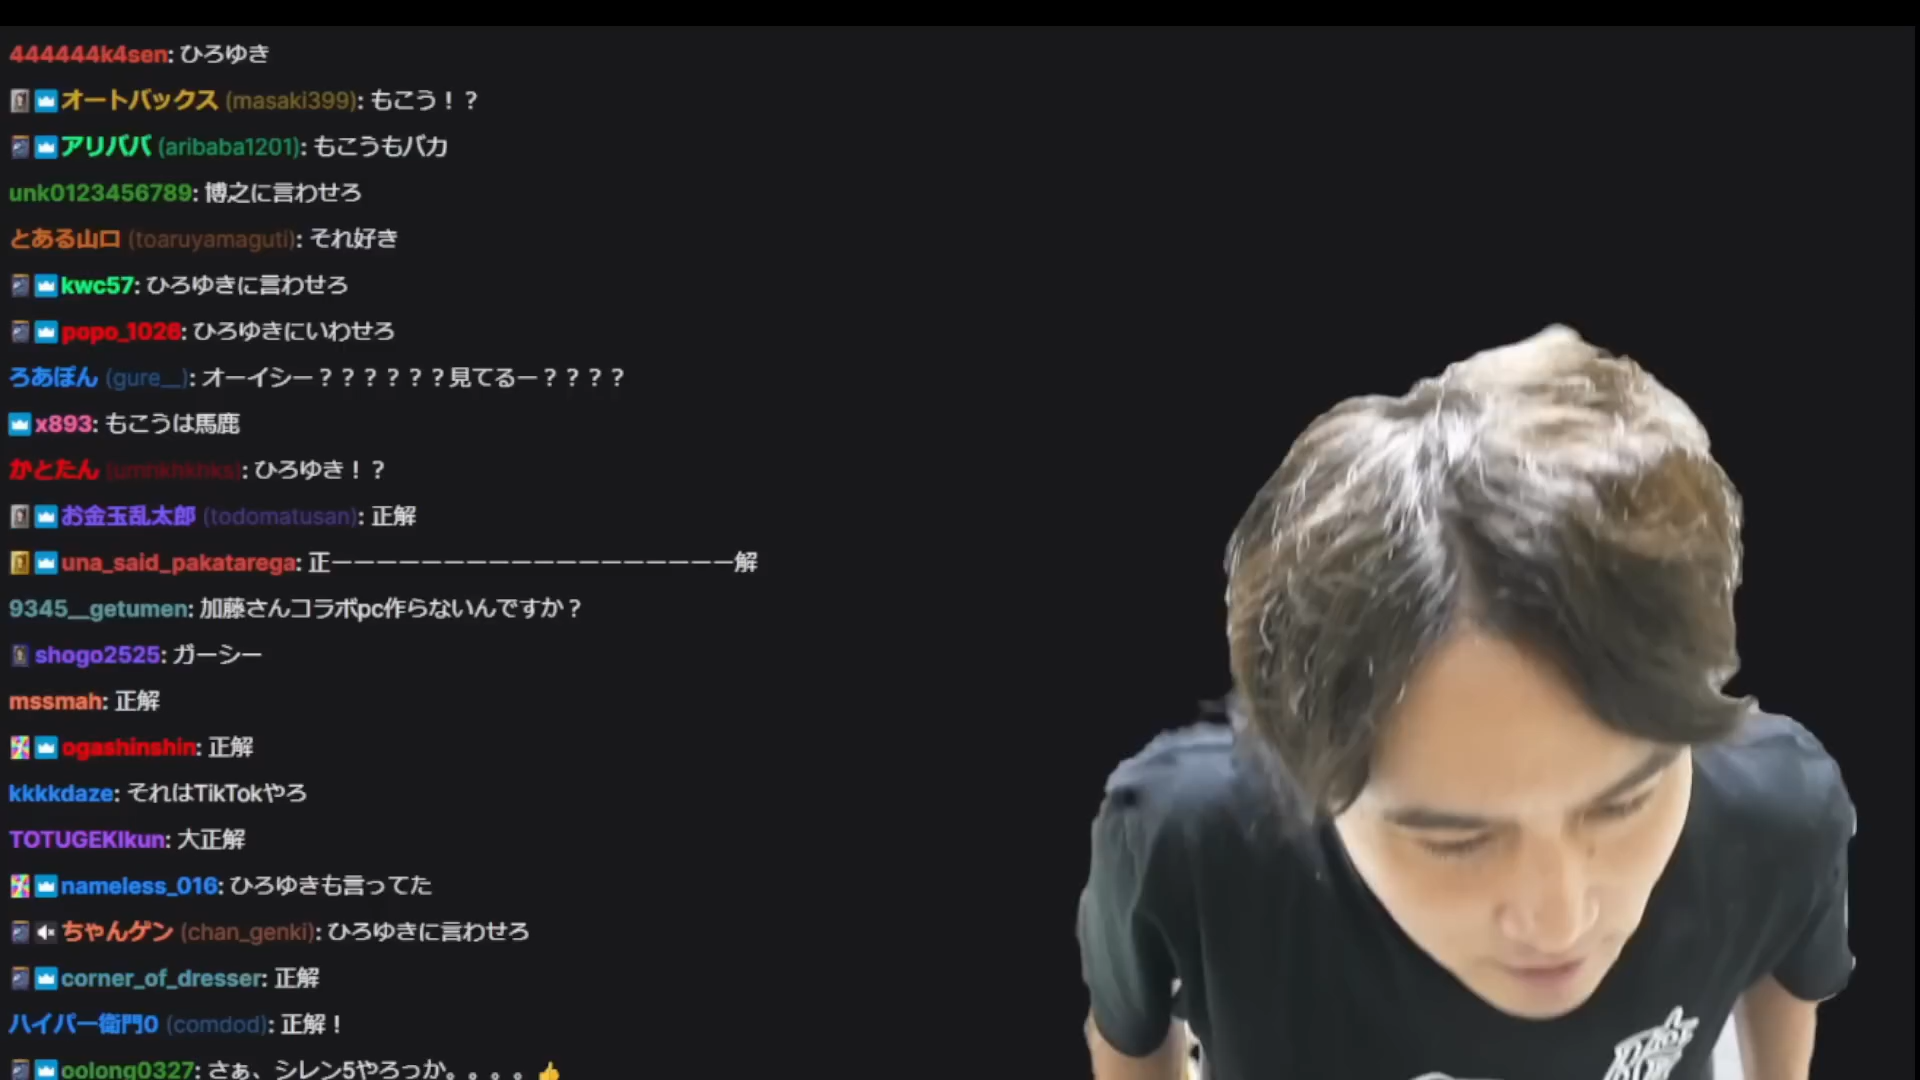 444444k4sen: ひろゆき
オートバックス (masaki399): もこう！？
アリババ (aribaba1201): もこうもバカ
unk0123456789: 博之に言わせろ
とある山口 (toaruyamaguti): それ好き
kwc57: ひろゆきに言わせろ
popo_1026: ひろゆきにいわせろ
ろあぽん (gure__): オーイシー？？？？？？見てるー？？？？
x893: もこうは馬鹿
かとたん (umnkhkhks): ひろゆき！？
お金玉乱太郎 (todomatusan): 正解
una_said_pakatarega: 正ーーーーーーーーーーーーーーーーーー解
9345__getumen: 加藤さんコラボpc作らないんですか？
shogo2525: ガーシー
mssmah: 正解
ogashinshin: 正解
kkkkdaze: それはTikTokやろ
TOTUGEKIkun: 大正解
nameless_016: ひろゆきも言ってた
ちゃんゲン (chan_genki): ひろゆきに言わせろ
corner_of_dresser: 正解
ハイパー衛門0 (comdod): 正解！
oolong0327: さぁ、シレン5やろっか。。。。👍